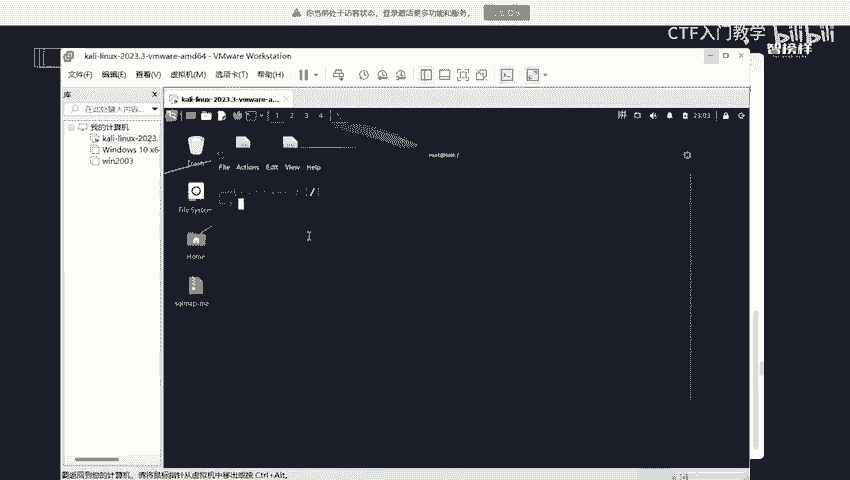 你当前处于访客状态，登录激活更多功能和服务。
CTF入门教学 bilibili
智榜样
kali-linux-2023.3-vmware-amd64 - VMware Workstation
文件(F) 编辑(E) 查看(V) 虚拟机(M) 选项卡(T) 帮助(H)
库
在此处键入内容...
kali-linux-2023.3-vmware-a...
1 2 3 4
23:03
我的计算机
kali-linux-2023.
Windows 10 x6
win2003
Trash
File Actions Edit View Help
File System
Home
sqlmap-me
要返回到您的计算机，请将鼠标指针从虚拟机中移出或按 Ctrl+Alt。